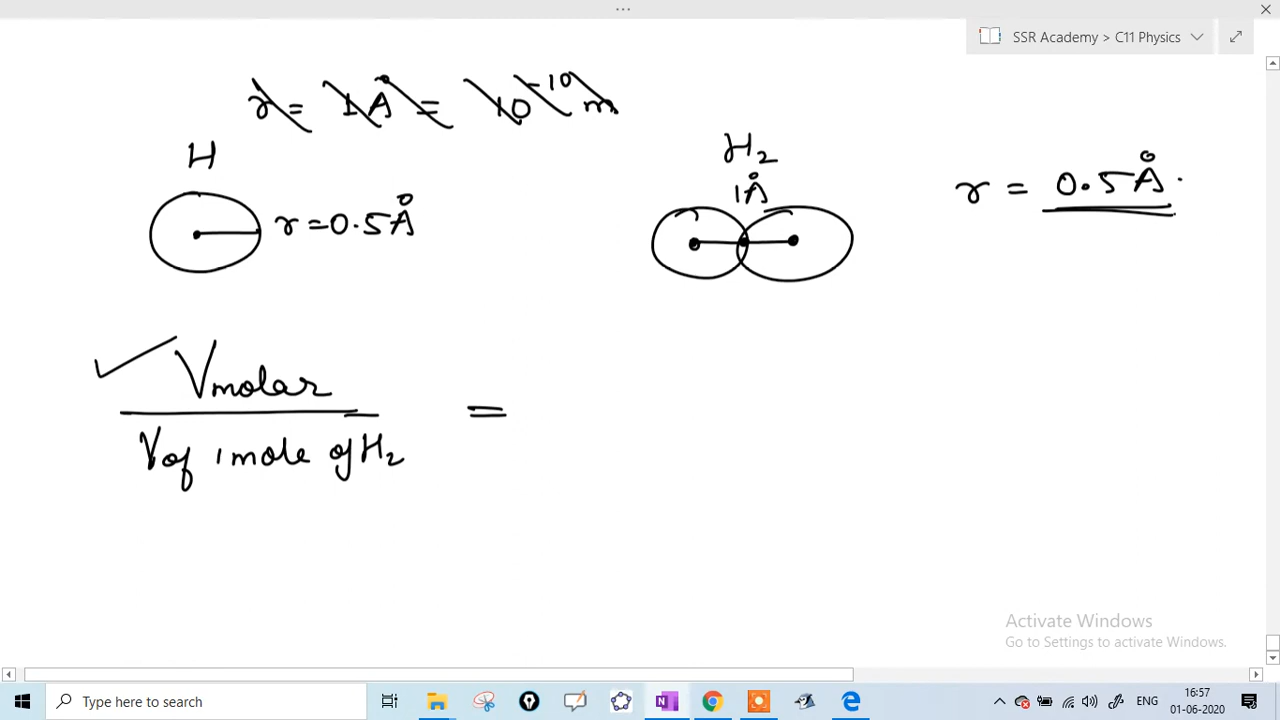 ...
SSR Academy > C11 Physics
r = 1Å = 10⁻¹⁰ m
H
r = 0.5Å
H₂
1Å
r = 0.5Å.
Vmolar
V of 1 mole of H₂
=
Activate Windows
Go to Settings to activate Windows.
Type here to search
ENG
16:57
01-06-2020